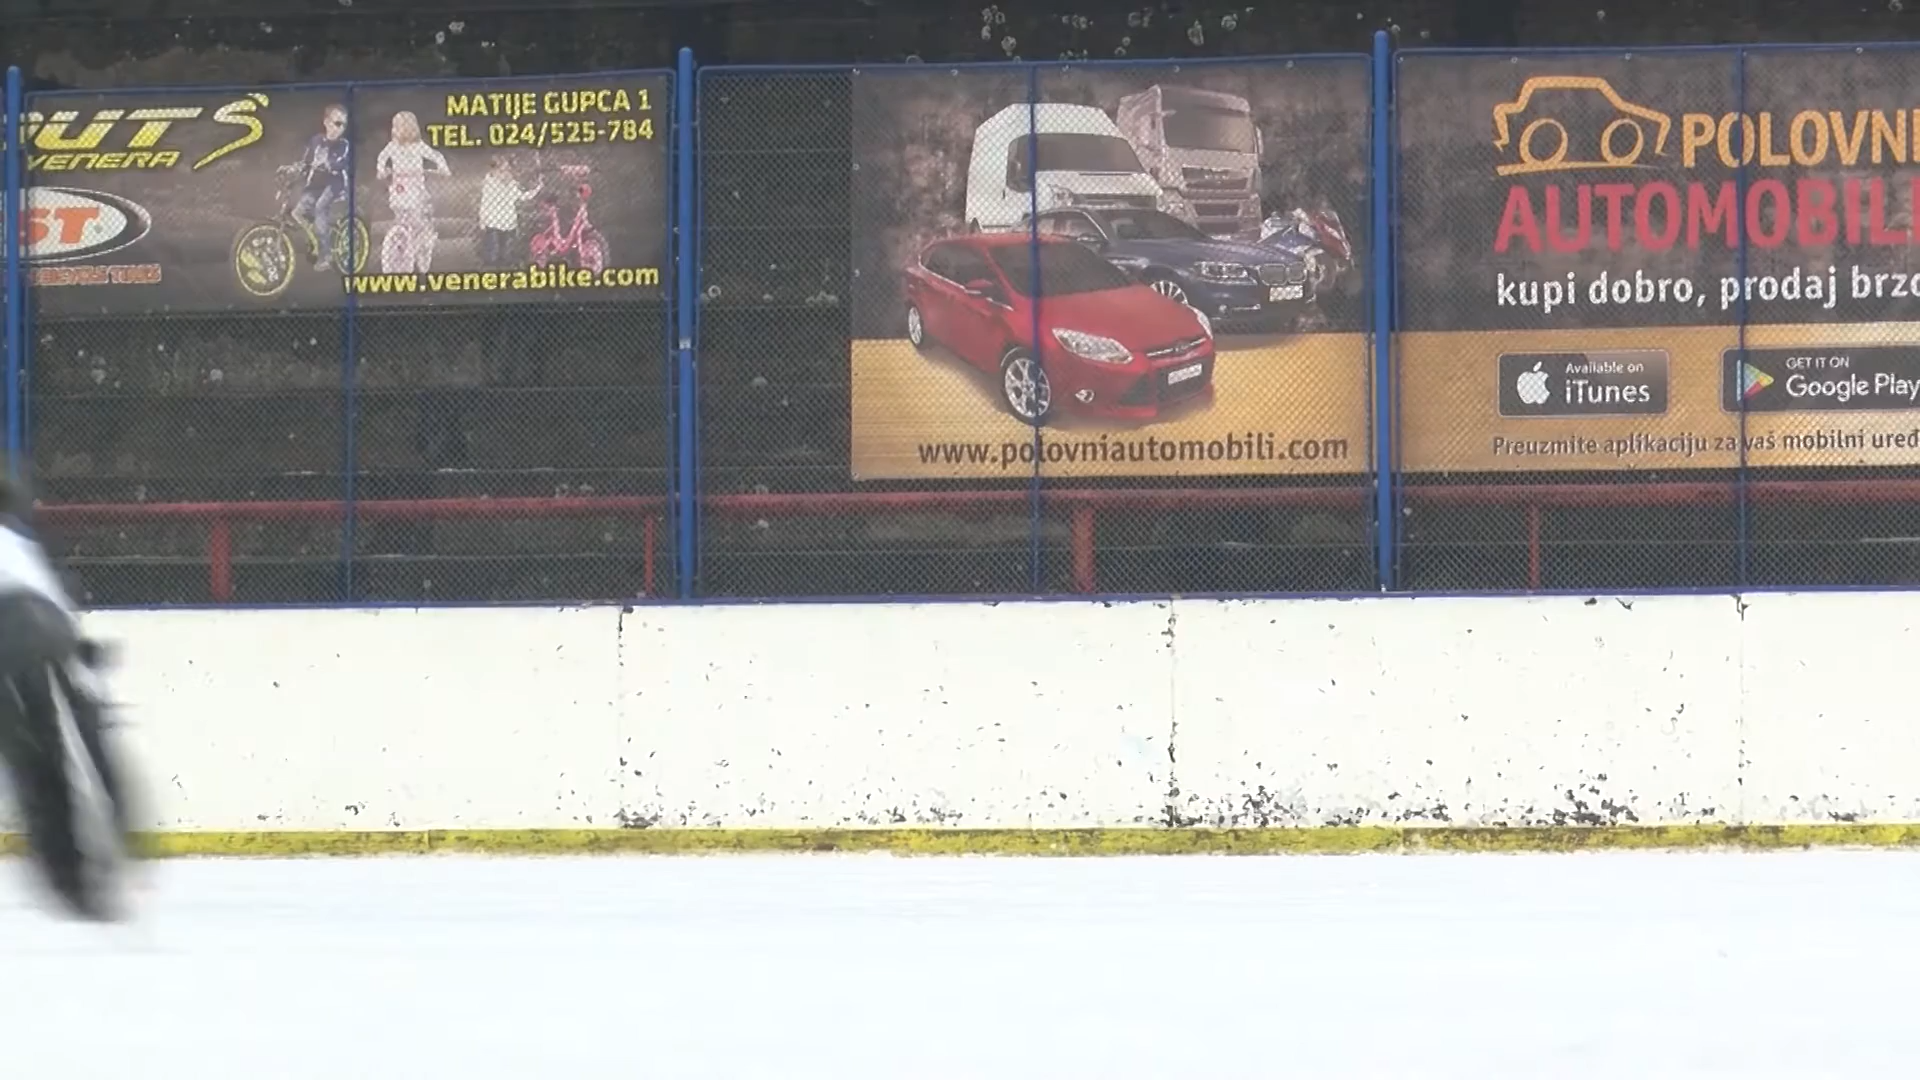 VENERA
MATIJE GUPCA 1
TEL. 024/525-784
ST
www.venerabike.com
www.polovniautomobili.com
POLOVNI
AUTOMOBILI
kupi dobro, prodaj brzo
Available on
iTunes
GET IT ON
Google Play
Preuzmite aplikaciju za vaš mobilni uređ